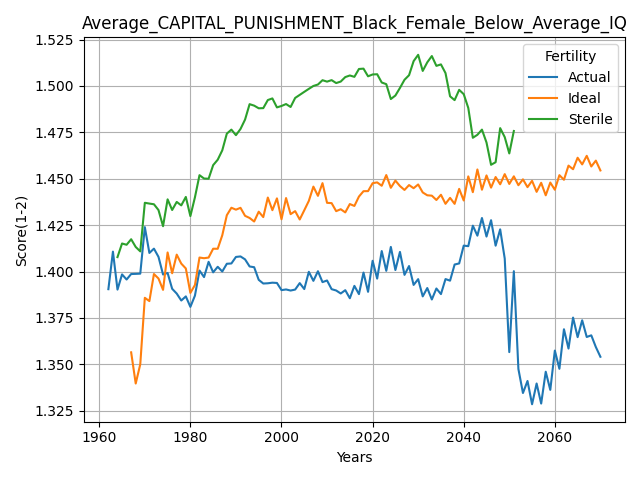 Average_CAPITAL_PUNISHMENT_Black_Female_Below_Average_IQ
1.525
1.500
1.475
1.450
1.425
1.400
1.375
1.350
1.325
Score(1-2)
Fertility
Actual
Ideal
Sterile
1960
1980
2000
2020
2040
2060
Years